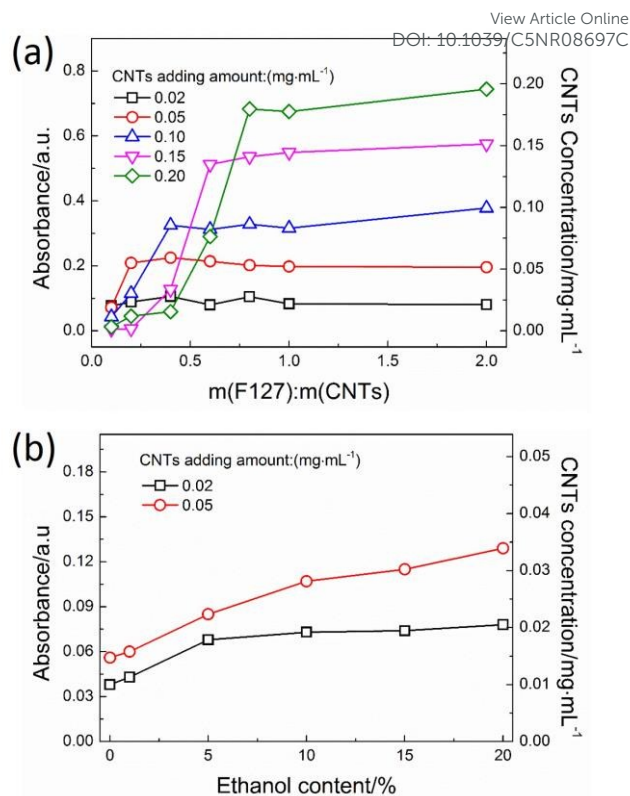 View Article Online
DOI: 10.1039/C5NR08697C
(a)
CNTs adding amount:(mg·mL⁻¹)
0.02
0.05
0.10
0.15
0.20
Absorbance/a.u.
0.8
0.6
0.4
0.2
0.0
CNTs Concentration/mg·mL⁻¹
0.20
0.15
0.10
0.05
0.00
0.0 0.5 1.0 1.5 2.0
m(F127):m(CNTs)
(b)
CNTs adding amount:(mg·mL⁻¹)
0.02
0.05
Absorbance/a.u
0.18
0.15
0.12
0.09
0.06
0.03
0.00
CNTs concentration/mg·mL⁻¹
0.05
0.04
0.03
0.02
0.01
0.00
0 5 10 15 20
Ethanol content/%